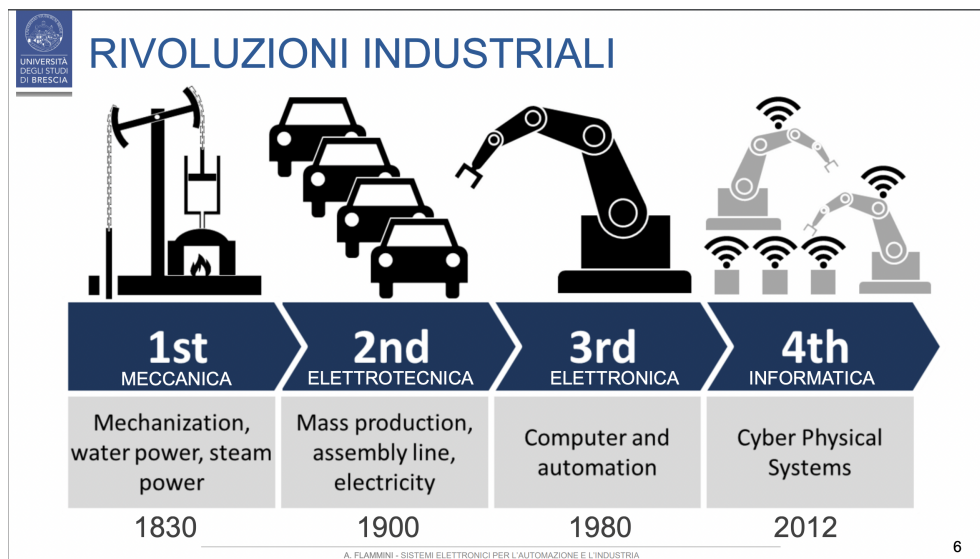 UNIVERSITÀ
DEGLI STUDI
DI BRESCIA
RIVOLUZIONI INDUSTRIALI
1st
MECCANICA
2nd
ELETTROTECNICA
3rd
ELETTRONICA
4th
INFORMATICA
Mechanization,
water power, steam
power
Mass production,
assembly line,
electricity
Computer and
automation
Cyber Physical
Systems
1830
1900
1980
2012
A. FLAMMINI - SISTEMI ELETTRONICI PER L'AUTOMAZIONE E L'INDUSTRIA
6